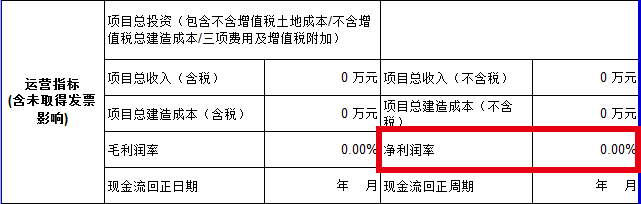 项目总投资（包含不含增值税土地成本/不含增
值税总建造成本/三项费用及增值税附加）
运营指标
(含未取得发票
影响)
项目总收入（含税） 0 万元 项目总收入（不含税） 0 万元
项目总建造成本（含税） 0 万元 项目总建造成本（不含
税） 0 万元
毛利润率 0.00% 净利润率 0.00%
现金流回正日期 年 月 现金流回正周期 年 月